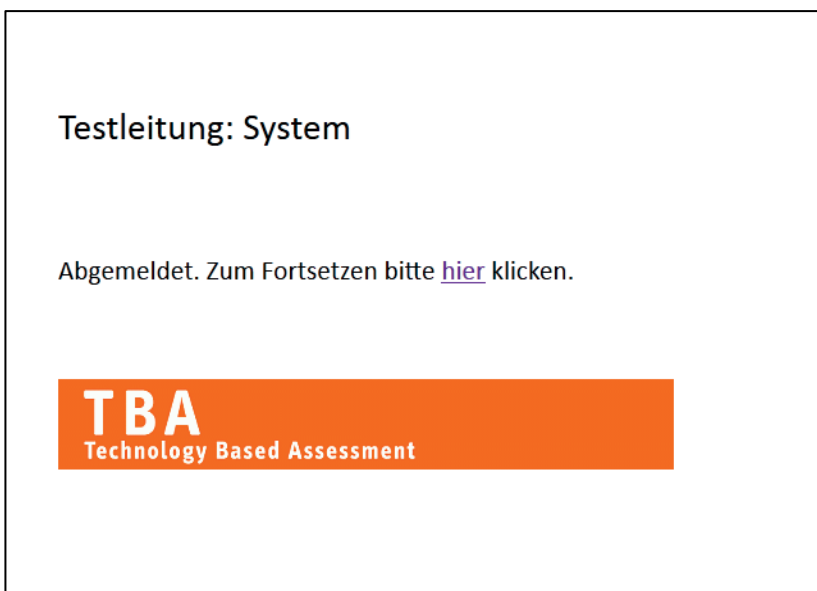 Testleitung: System
Abgemeldet. Zum Fortsetzen bitte hier klicken.
TBA
Technology Based Assessment